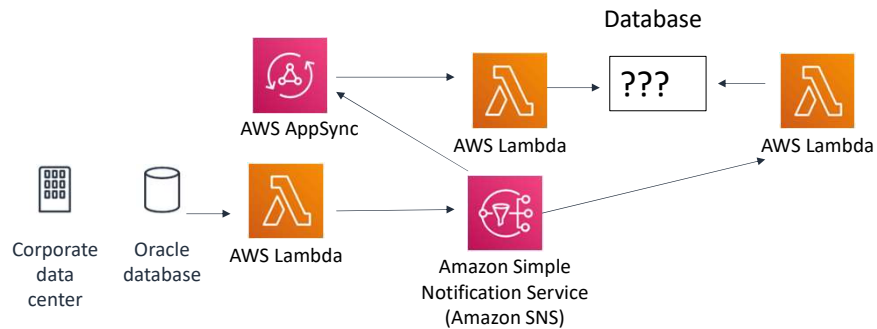 Database
???
AWS AppSync
AWS Lambda
AWS Lambda
Corporate
data
center
Oracle
database
AWS Lambda
Amazon Simple
Notification Service
(Amazon SNS)